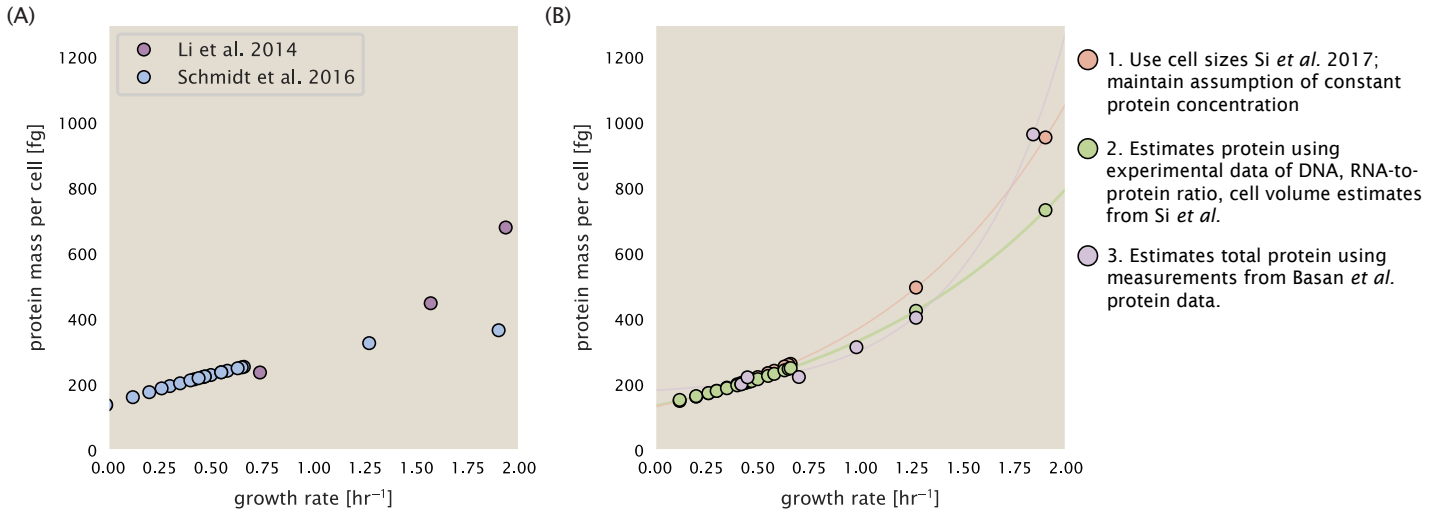 (A)
1200
1000
800
600
400
200
0
protein mass per cell [fg]
Li et al. 2014
Schmidt et al. 2016
0.00 0.25 0.50 0.75 1.00 1.25 1.50 1.75 2.00
growth rate [hr⁻¹]
(B)
1200
1000
800
600
400
200
0
protein mass per cell [fg]
0.00 0.25 0.50 0.75 1.00 1.25 1.50 1.75 2.00
growth rate [hr⁻¹]
1. Use cell sizes Si et al. 2017;
maintain assumption of constant
protein concentration
2. Estimates protein using
experimental data of DNA, RNA-to-
protein ratio, cell volume estimates
from Si et al.
3. Estimates total protein using
measurements from Basan et al.
protein data.